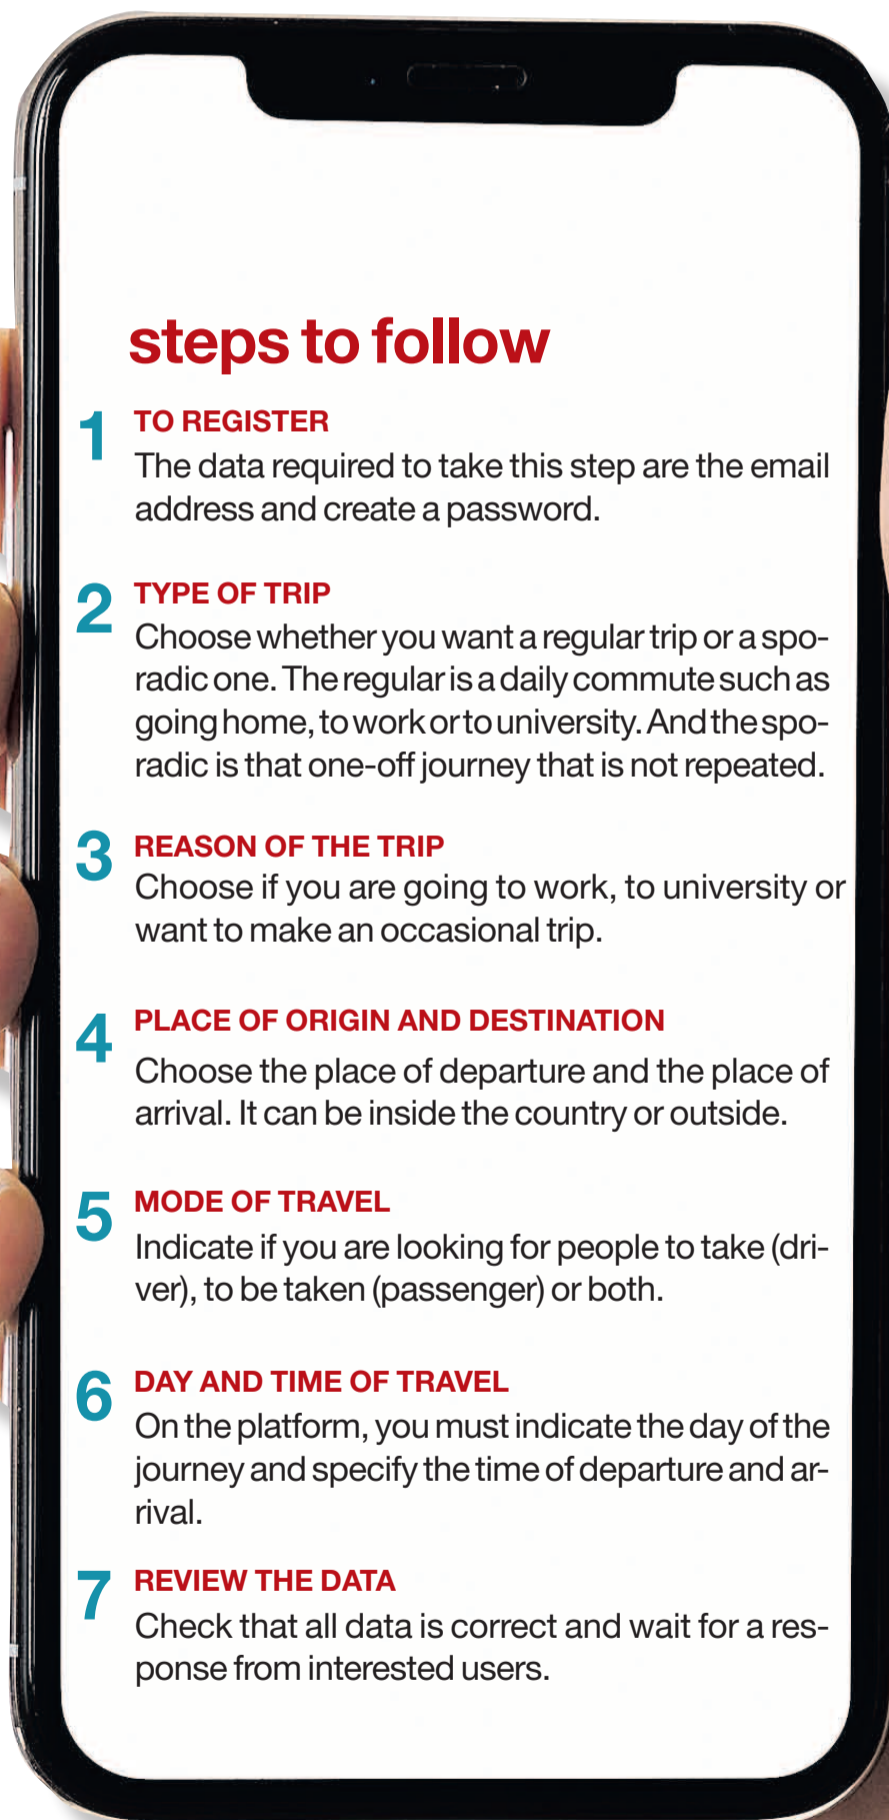 steps to follow
1 TO REGISTER
The data required to take this step are the email
address and create a password.
2 TYPE OF TRIP
Choose whether you want a regular trip or a spo-
radic one. The regular is a daily commute such as
going home, to work or to university. And the spo-
radic is that one-off journey that is not repeated.
3 REASON OF THE TRIP
Choose if you are going to work, to university or
want to make an occasional trip.
4 PLACE OF ORIGIN AND DESTINATION
Choose the place of departure and the place of
arrival. It can be inside the country or outside.
5 MODE OF TRAVEL
Indicate if you are looking for people to take (dri-
ver), to be taken (passenger) or both.
6 DAY AND TIME OF TRAVEL
On the platform, you must indicate the day of the
journey and specify the time of departure and ar-
rival.
7 REVIEW THE DATA
Check that all data is correct and wait for a res-
ponse from interested users.